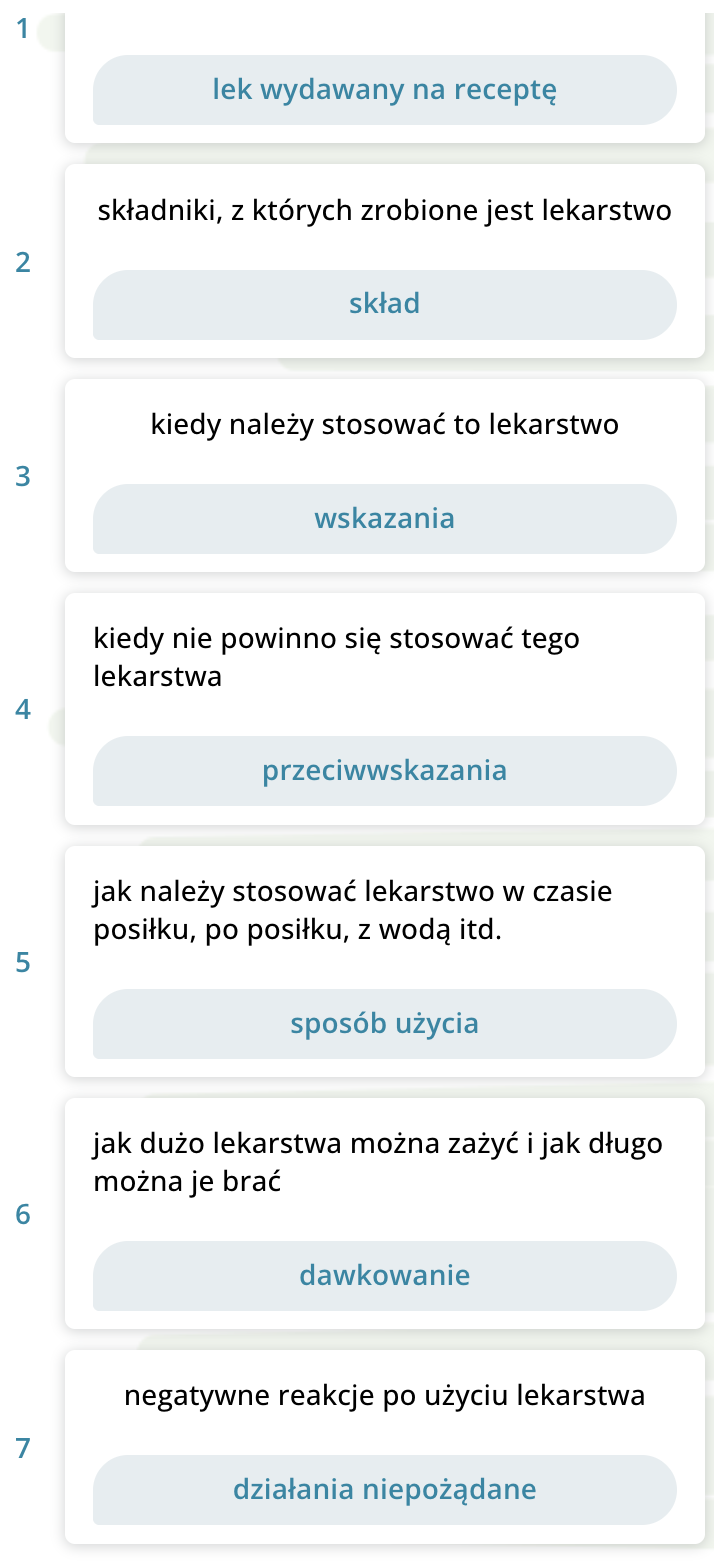 1
lek wydawany na receptę
składniki, z których zrobione jest lekarstwo
2
skład
kiedy należy stosować to lekarstwo
3
wskazania
kiedy nie powinno się stosować tego
lekarstwa
4
przeciwwskazania
jak należy stosować lekarstwo w czasie
posiłku, po posiłku, z wodą itd.
5
sposób użycia
jak dużo lekarstwa można zażyć i jak długo
można je brać
6
dawkowanie
negatywne reakcje po użyciu lekarstwa
7
działania niepożądane